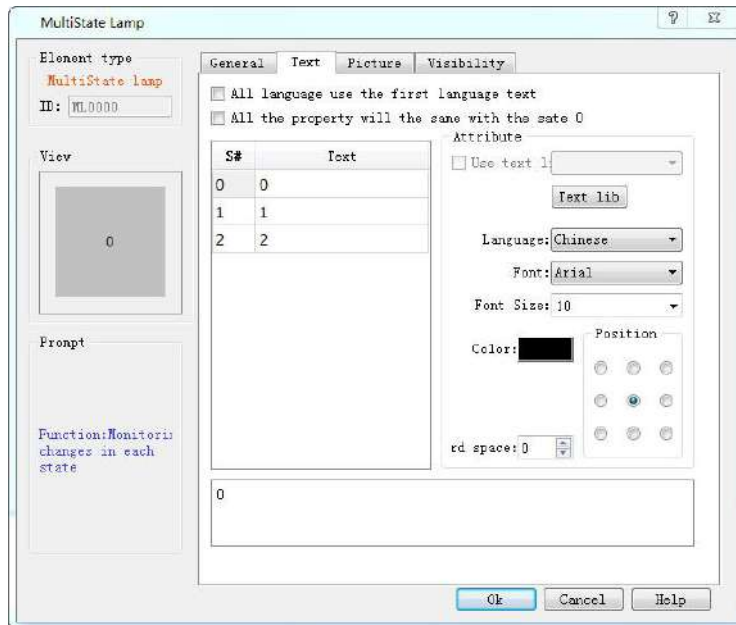 MultiState Lamp
Element type
MultiState lamp
ID: ML0000
View
0
Prompt
Function:Monitori
changes in each
state
General Text Picture Visibility
All language use the first language text
All the property will the same with the sate 0
S# Text
0 0
1 1
2 2
Attribute
Use text l
Text lib
Language: Chinese
Font: Arial
Font Size: 10
Color:
Position
rd space: 0
0
Ok Cancel Help